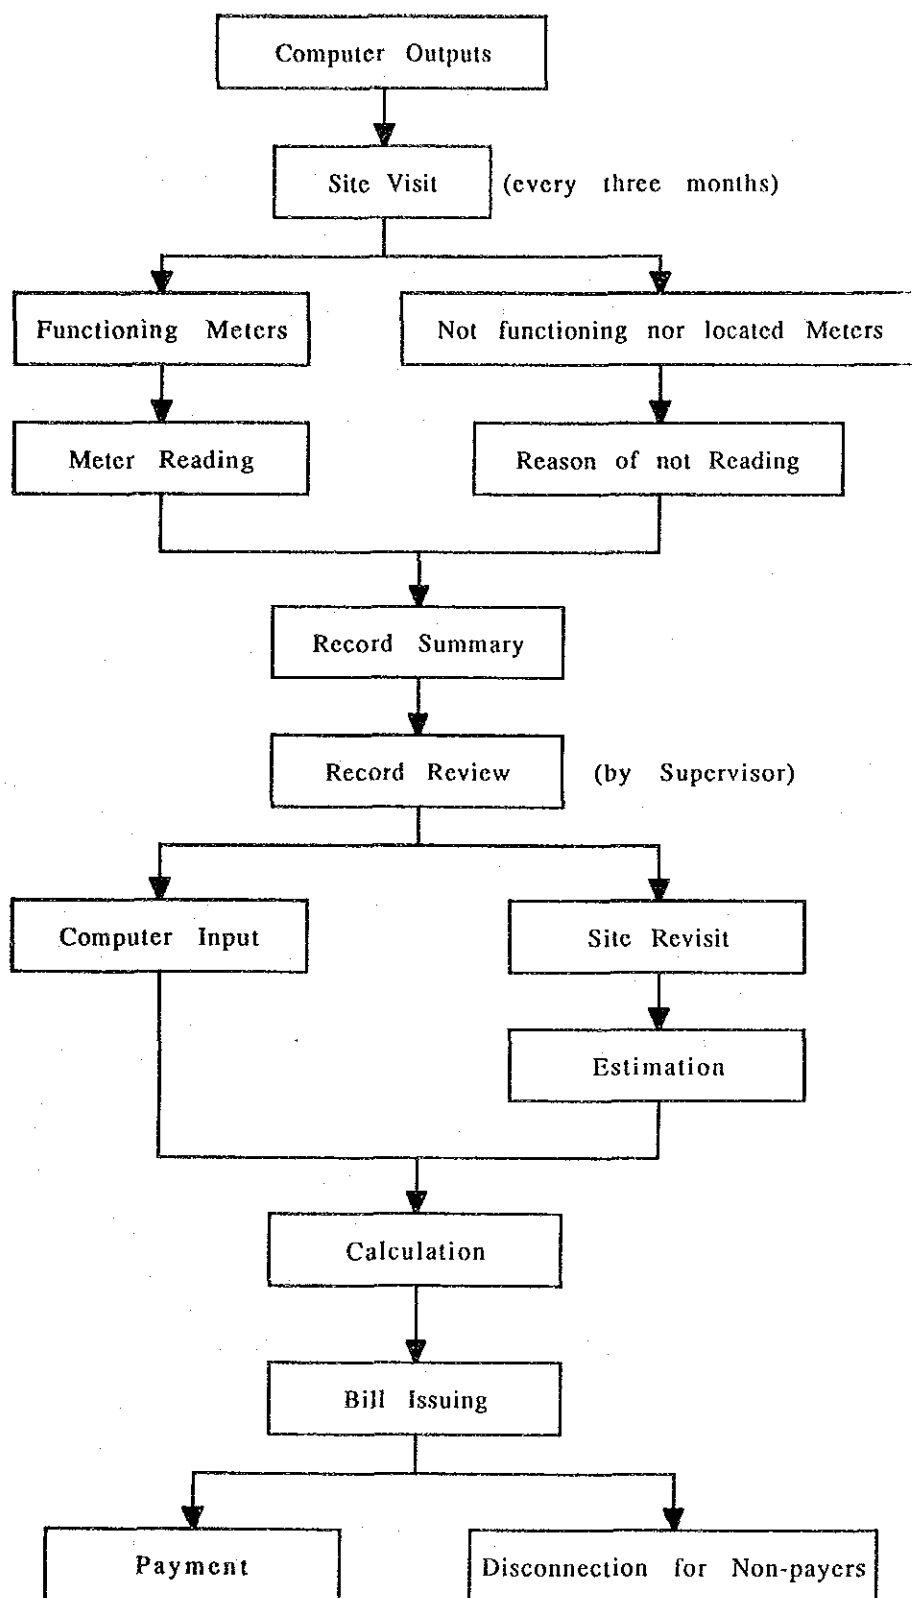 Computer Outputs
Site Visit (every three months)
Functioning Meters
Not functioning nor located Meters
Meter Reading
Reason of not Reading
Record Summary
Record Review (by Supervisor)
Computer Input
Site Revisit
Estimation
Calculation
Bill Issuing
Payment
Disconnection for Non-payers